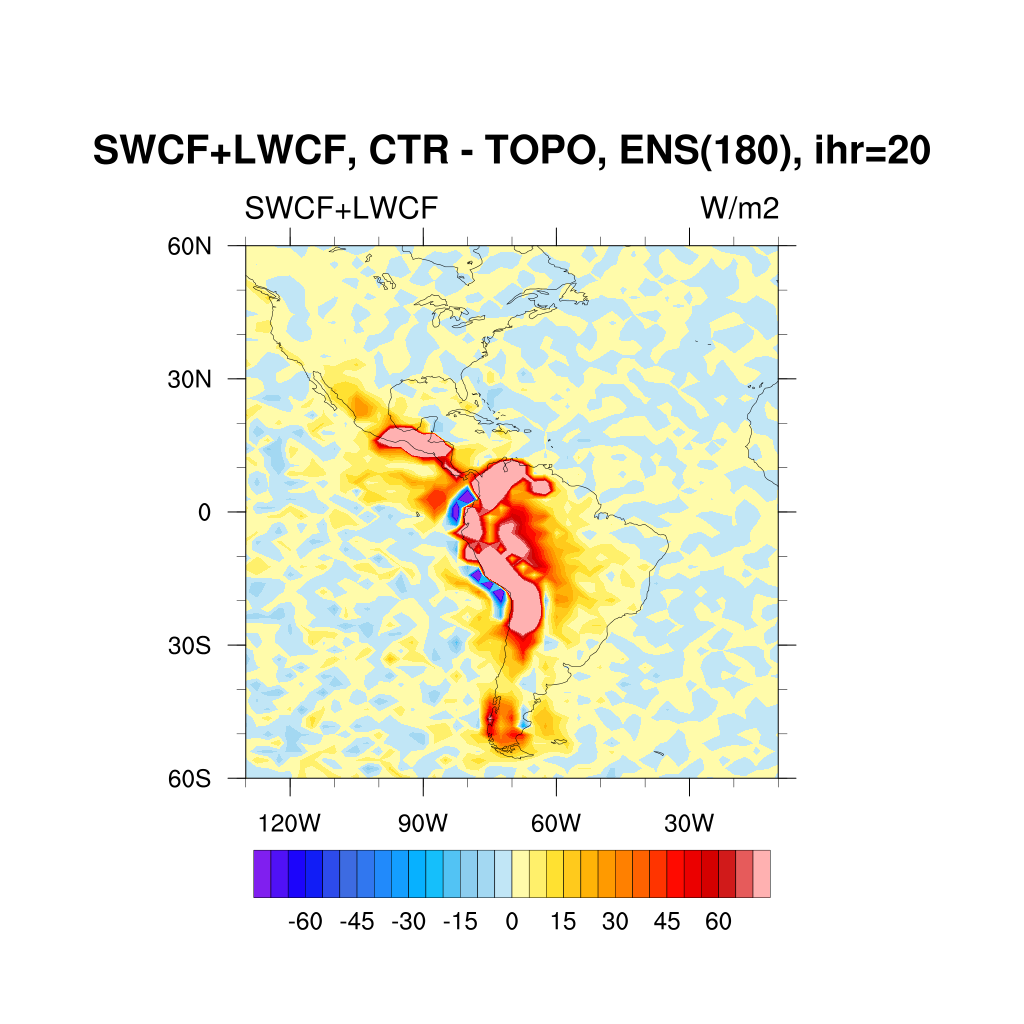 SWCF+LWCF, CTR - TOPO, ENS(180), ihr=20
SWCF+LWCF W/m2
60N
30N
0
30S
60S
120W 90W 60W 30W
-60 -45 -30 -15 0 15 30 45 60